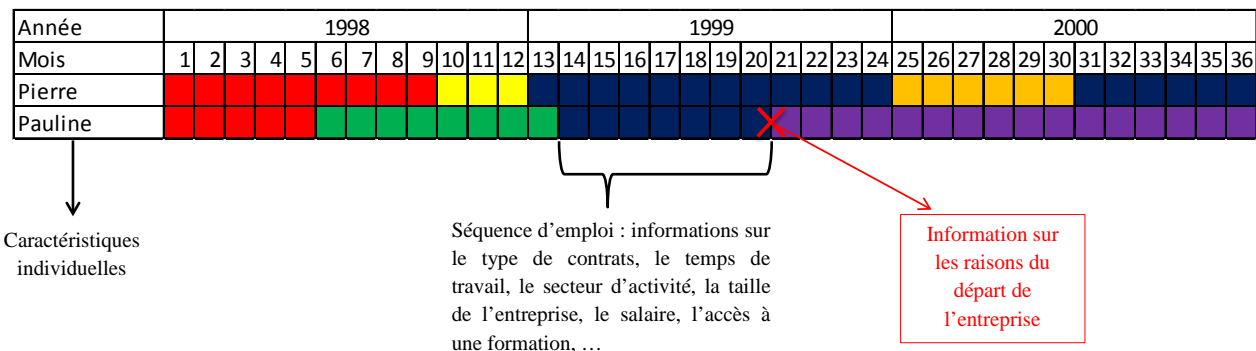 Année 1998 1999 2000
Mois 1 2 3 4 5 6 7 8 9 10 11 12 13 14 15 16 17 18 19 20 21 22 23 24 25 26 27 28 29 30 31 32 33 34 35 36
Pierre
Pauline
Caractéristiques
individuelles
Séquence d’emploi : informations sur
le type de contrats, le temps de
travail, le secteur d’activité, la taille
de l’entreprise, le salaire, l’accès à
une formation, …
Information sur
les raisons du
départ de
l’entreprise